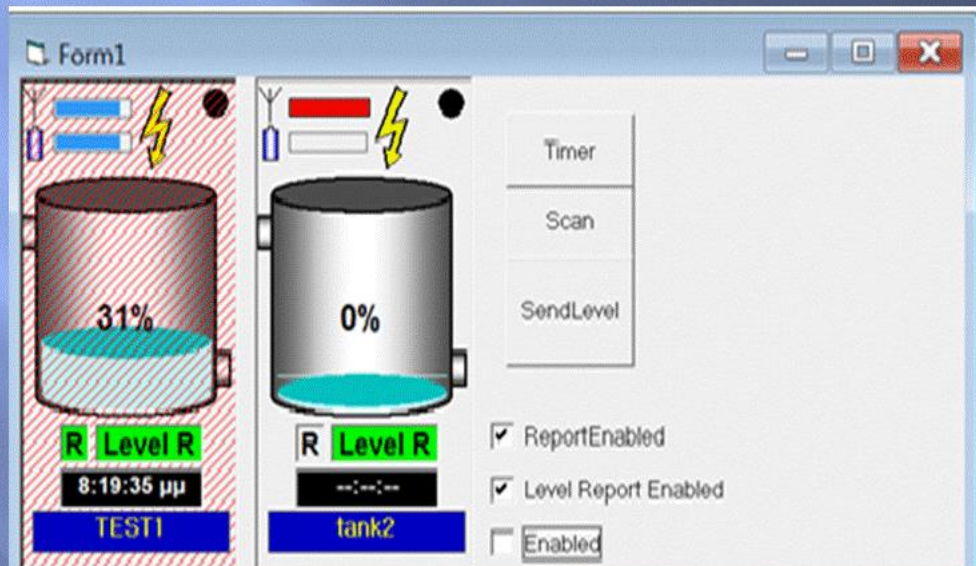 Form1
31%
R Level R
8:19:35 μμ
TEST1
0%
R Level R
--:--:--
tank2
Timer
Scan
SendLevel
ReportEnabled
Level Report Enabled
Enabled